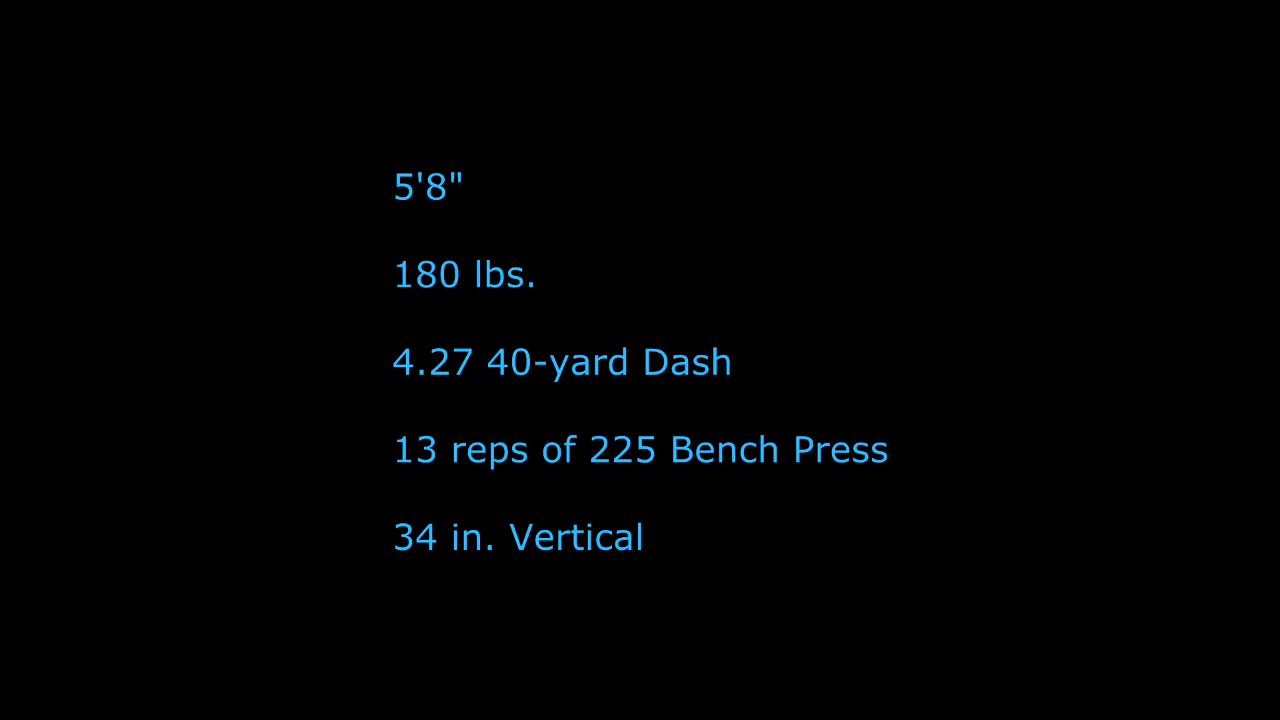 5'8"
180 lbs.
4.27 40-yard Dash
13 reps of 225 Bench Press
34 in. Vertical